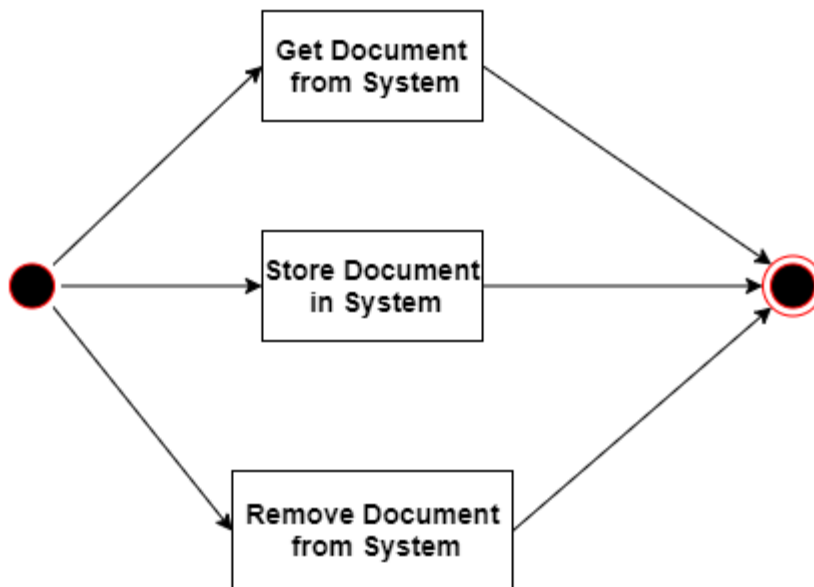 Get Document
from System
Store Document
in System
Remove Document
from System